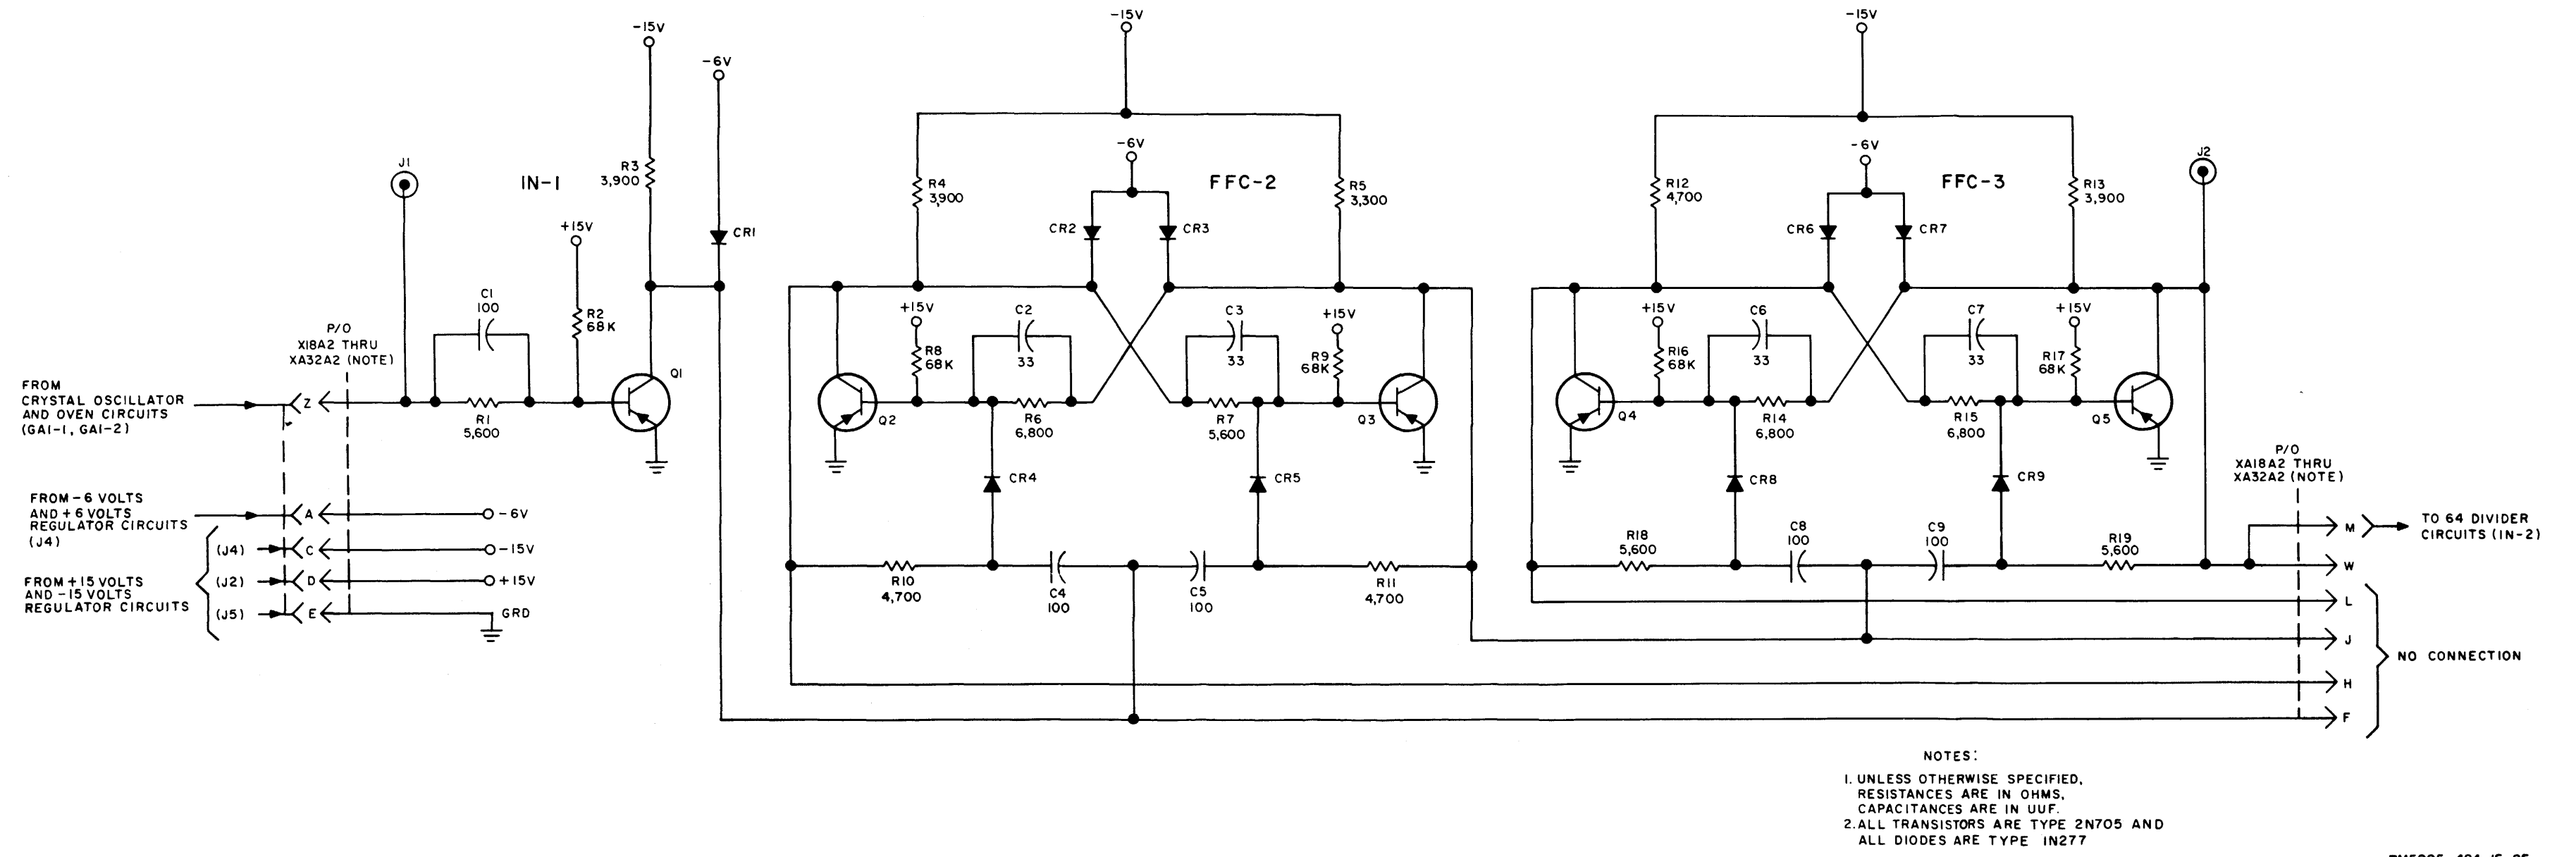 -15V
-6V
J1
IN-1
R3
3,900
+15V
CR1
C1
100
R2
68K
P/O
X18A2 THRU
XA32A2 (NOTE)
Q1
FROM
CRYSTAL OSCILLATOR
AND OVEN CIRCUITS
(GA1-1, GA1-2)
Z
R1
5,600
FROM -6 VOLTS
AND +6 VOLTS
REGULATOR CIRCUITS
(J4)
A
-6V
(J4)
C
-15V
FROM +15 VOLTS
AND -15 VOLTS
REGULATOR CIRCUITS
(J2)
D
+15V
(J5)
E
GRD
-15V
-6V
FFC-2
R4
3,900
R5
3,300
CR2
CR3
+15V
C2
33
C3
33
+15V
R8
68K
R9
68K
Q2
R6
6,800
R7
5,600
Q3
CR4
CR5
R10
4,700
C4
100
C5
100
R11
4,700
-15V
-6V
FFC-3
J2
R12
4,700
R13
3,900
CR6
CR7
+15V
C6
33
C7
33
+15V
R16
68K
R17
68K
Q4
R14
6,800
R15
6,800
Q5
CR8
CR9
R18
5,600
C8
100
C9
100
R19
5,600
P/O
XA18A2 THRU
XA32A2 (NOTE)
M
TO 64 DIVIDER
CIRCUITS (IN-2)
W
L
J
NO CONNECTION
H
F
NOTES:
1. UNLESS OTHERWISE SPECIFIED,
RESISTANCES ARE IN OHMS,
CAPACITANCES ARE IN UUF.
2. ALL TRANSISTORS ARE TYPE 2N705 AND
ALL DIODES ARE TYPE 1N277